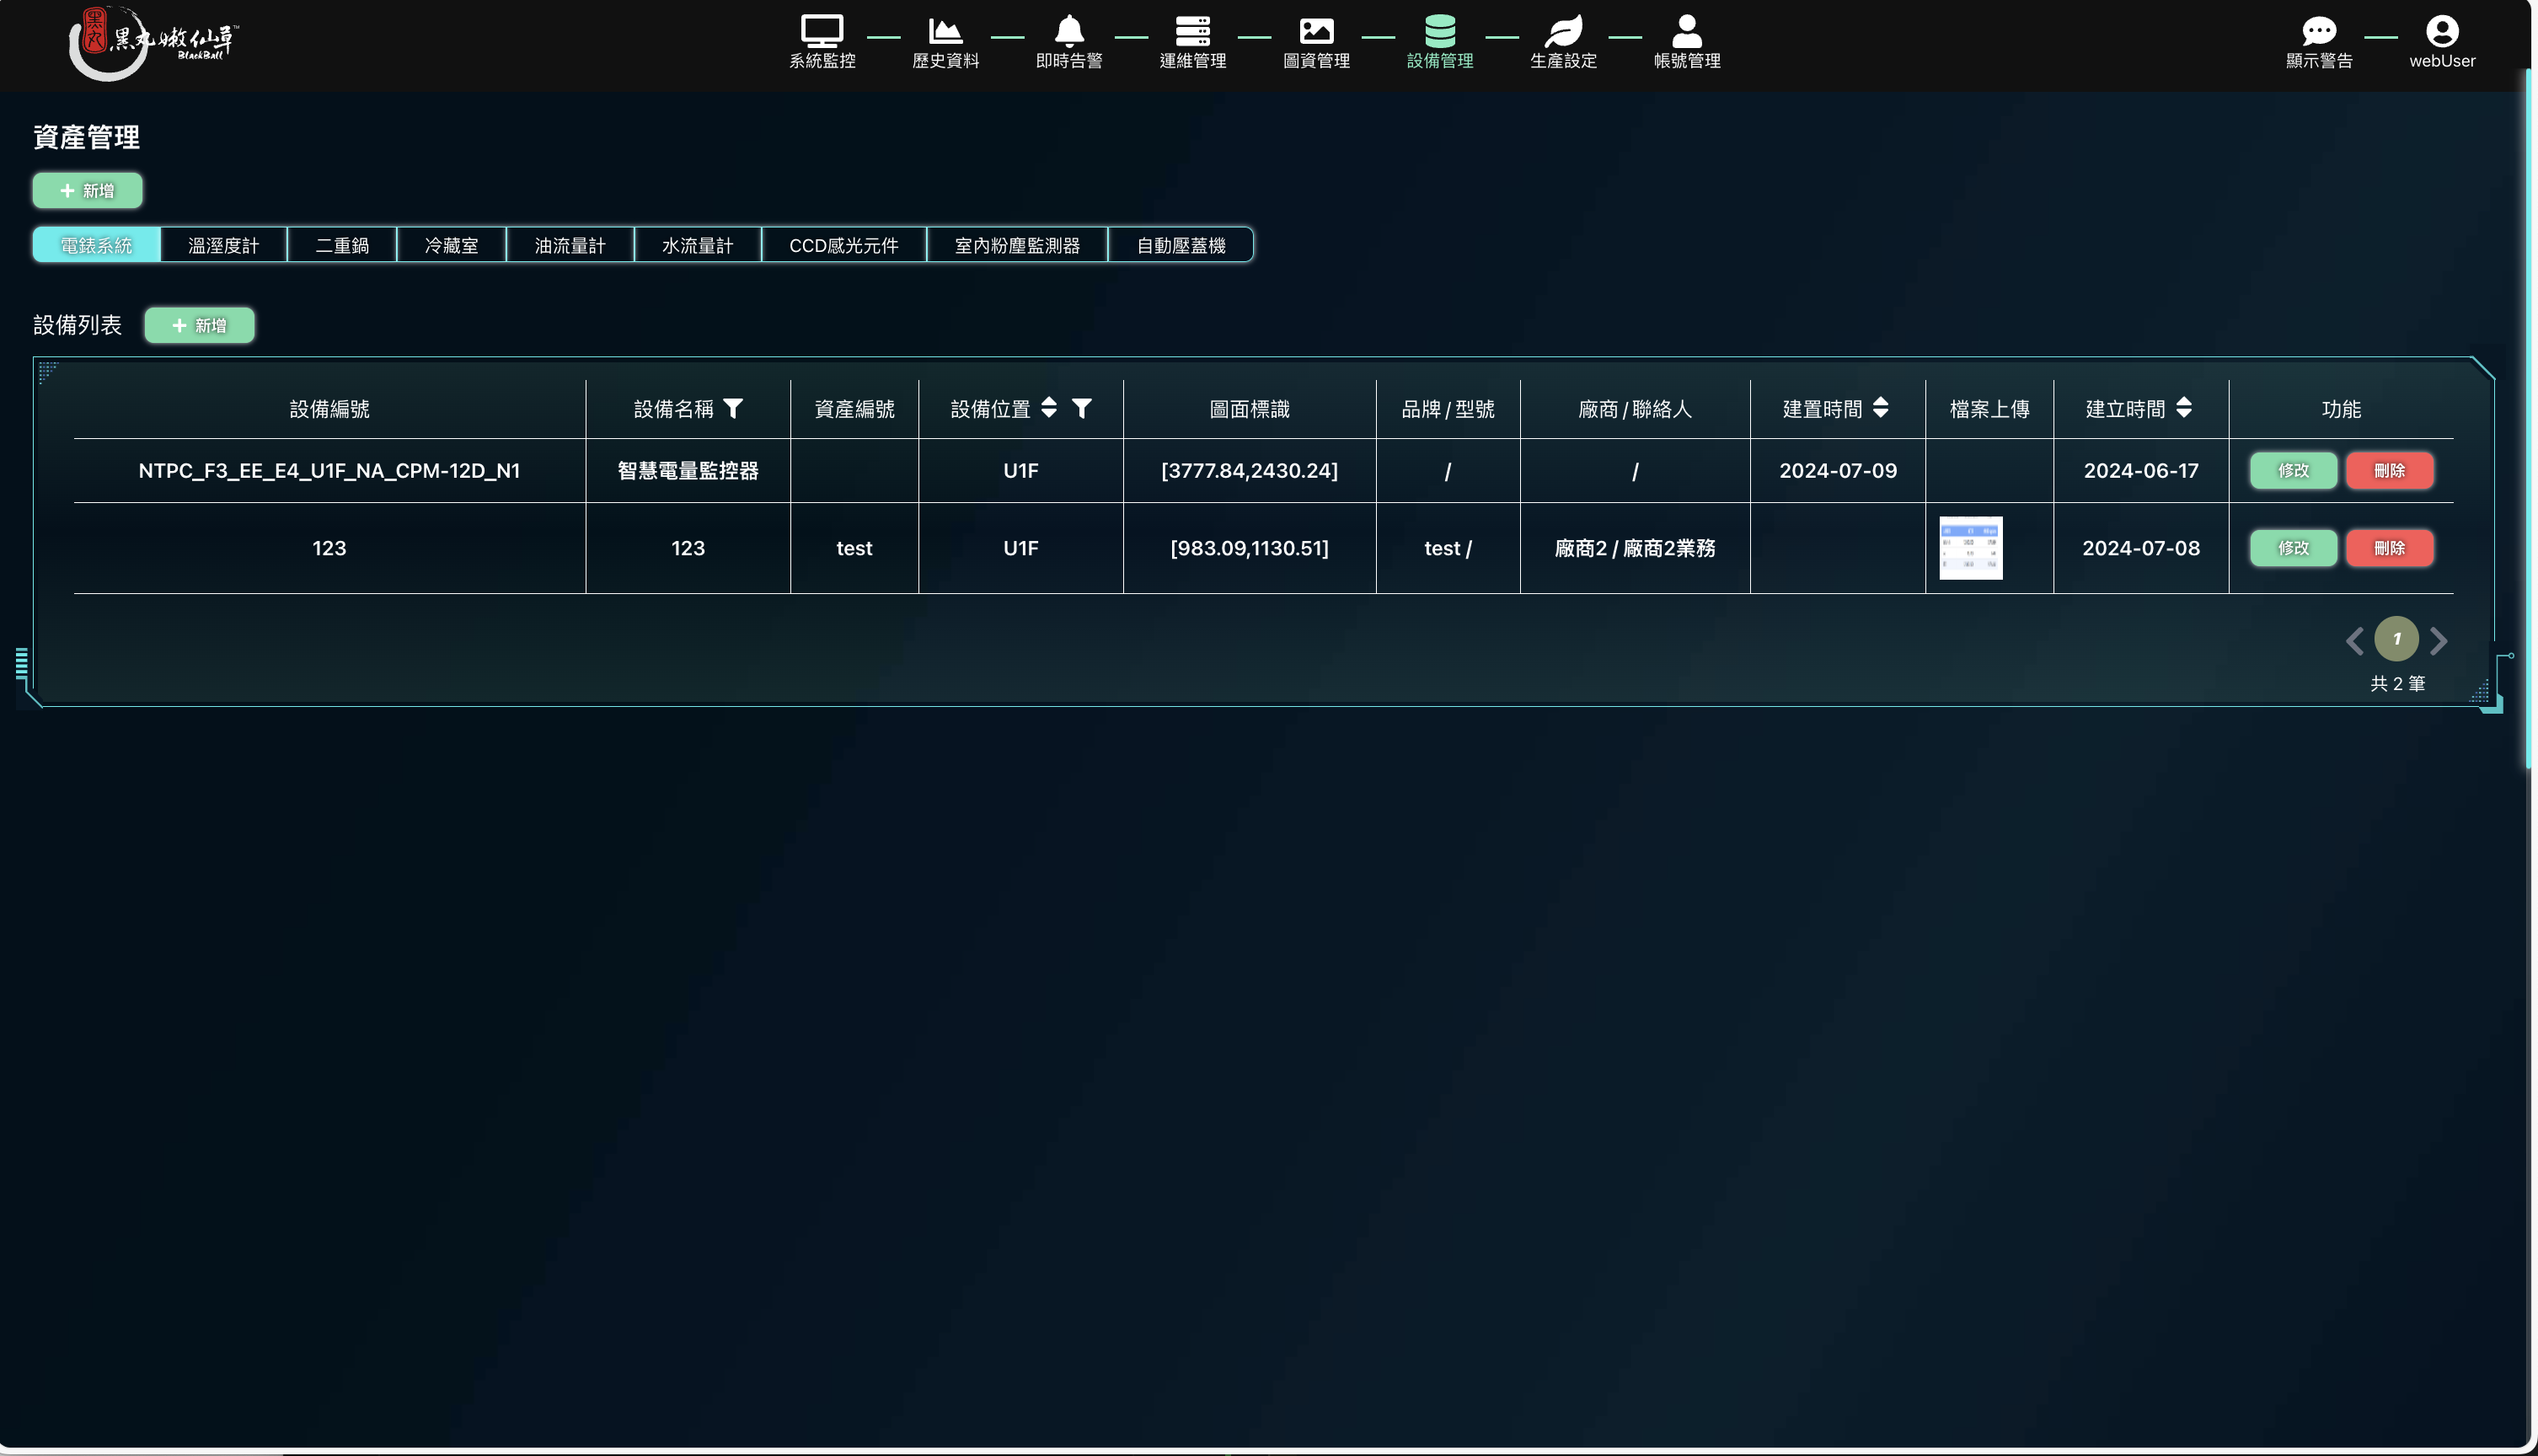 黑丸
黑丸嫩仙草™
BlackBall
系統監控
歷史資料
即時告警
運維管理
圖資管理
設備管理
生產設定
帳號管理
顯示警告
webUser
資產管理
+ 新增
電錶系統 溫溼度計 二重鍋 冷藏室 油流量計 水流量計 CCD感光元件 室內粉塵監測器 自動壓蓋機
設備列表 + 新增
設備編號 設備名稱 資產編號 設備位置 圖面標識 品牌/型號 廠商/聯絡人 建置時間 檔案上傳 建立時間 功能
NTPC_F3_EE_E4_U1F_NA_CPM-12D_N1 智慧電量監控器 U1F [3777.84,2430.24] / / 2024-07-09 2024-06-17 修改 刪除
123 123 test U1F [983.09,1130.51] test / 廠商2 / 廠商2業務 2024-07-08 修改 刪除
1
共 2 筆